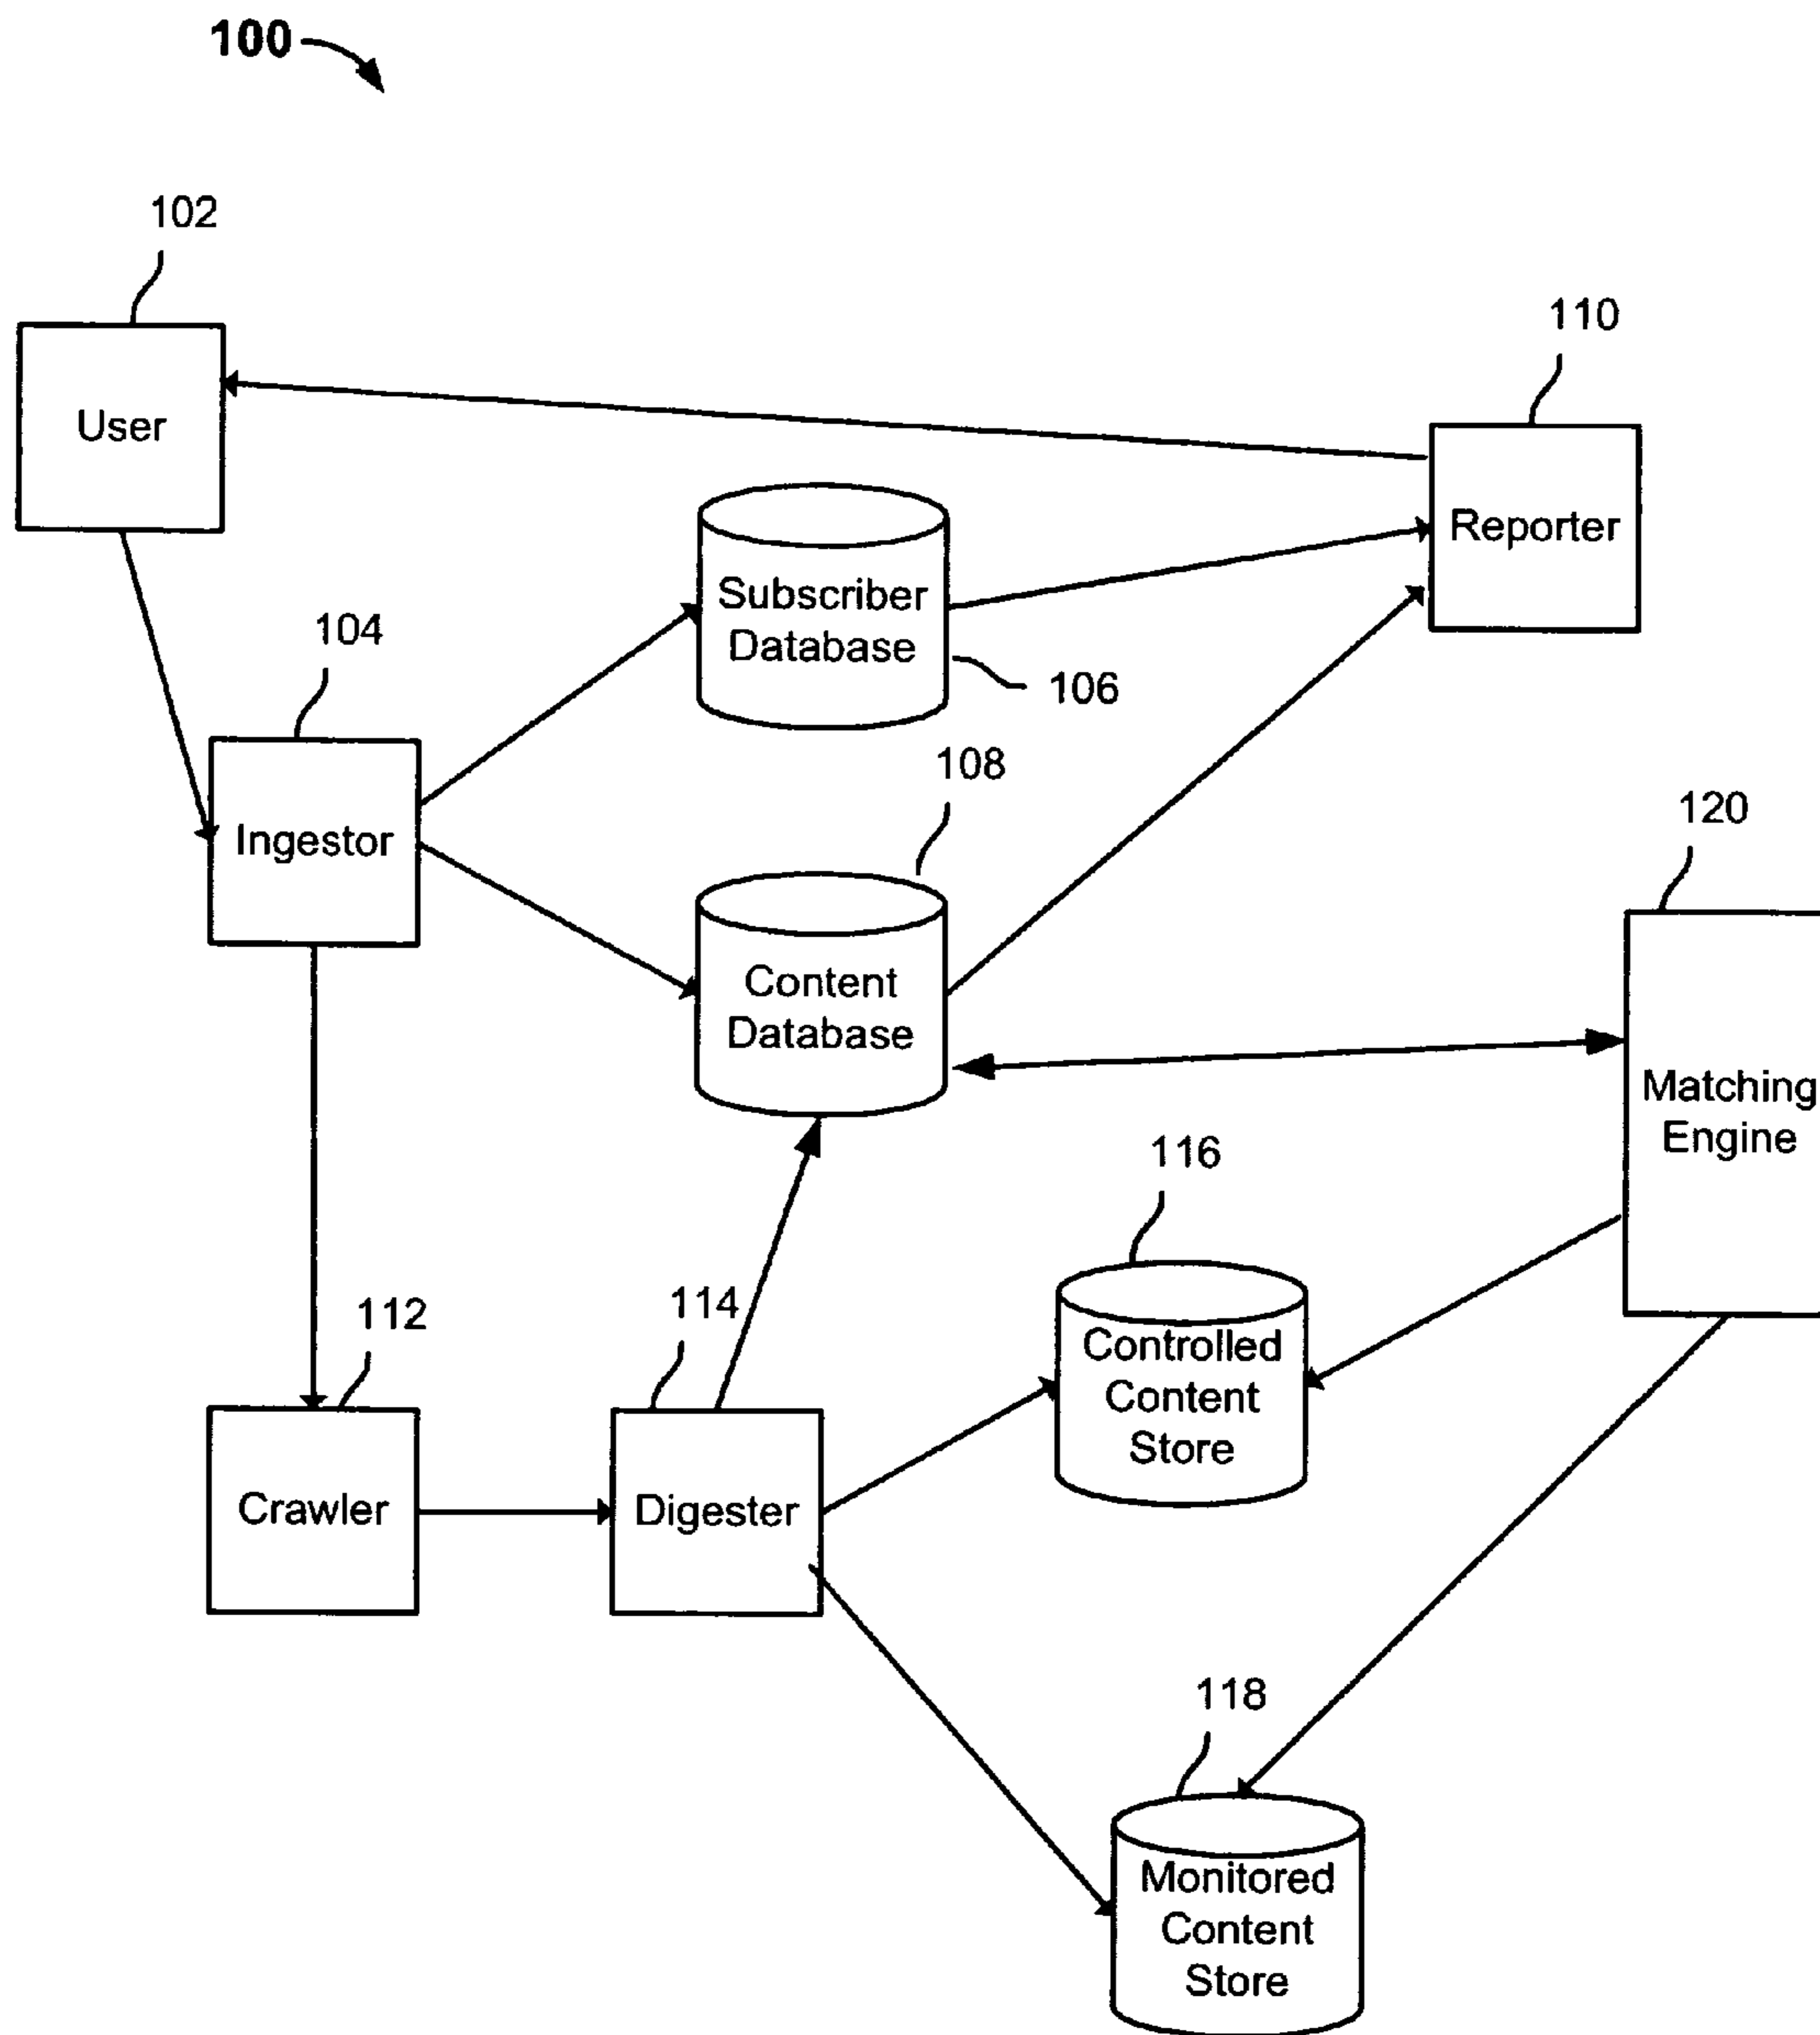 100
102
110
User
Reporter
Subscriber
Database
104
106
108
Ingestor
120
Content
Database
Matching
Engine
116
112
114
Controlled
Content
Store
Crawler
Digester
118
Monitored
Content
Store